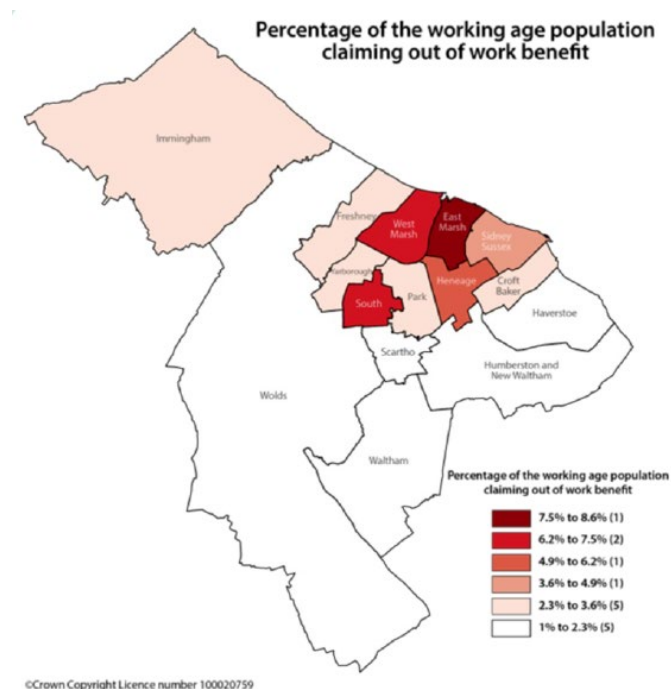 Percentage of the working age population
claiming out of work benefit
Immingham
Freshney
West
Marsh
East
Marsh
Sidney
Sussex
Yarborough
Heneage
Croft
Baker
South
Park
Haverstoe
Scartho
Humberston and
New Waltham
Wolds
Waltham
Percentage of the working age population
claiming out of work benefit
7.5% to 8.6% (1)
6.2% to 7.5% (2)
4.9% to 6.2% (1)
3.6% to 4.9% (1)
2.3% to 3.6% (5)
1% to 2.3% (5)
©Crown Copyright Licence number 100020759